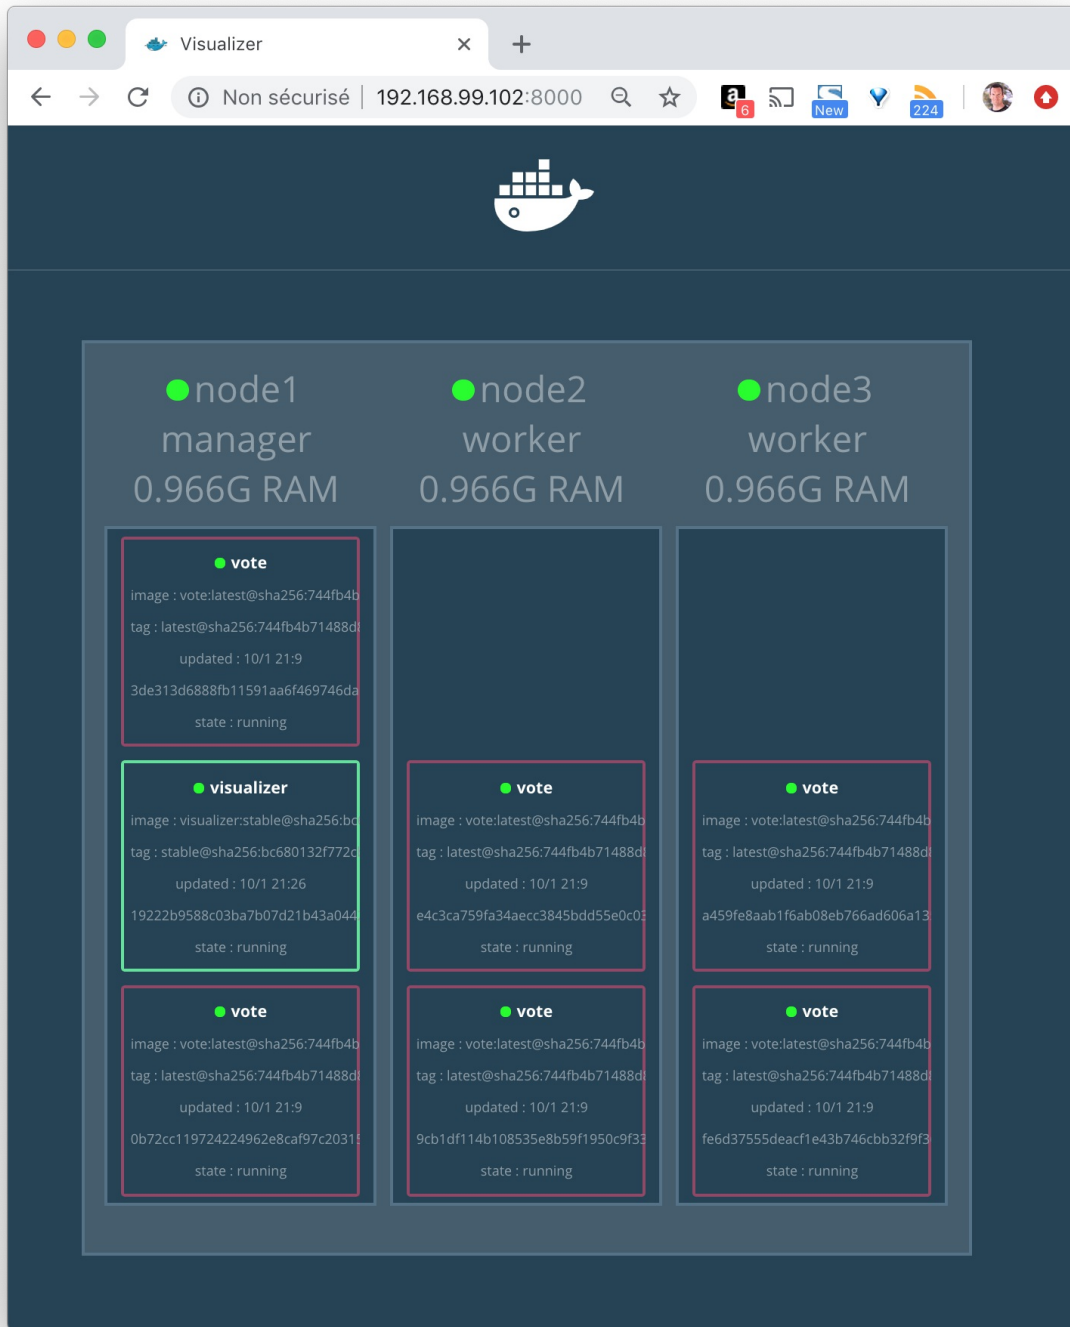 Visualizer
Non sécurisé
192.168.99.102:8000
6
New
224
node1
manager
0.966G RAM
vote
image : vote:latest@sha256:744fb4b
tag : latest@sha256:744fb4b71488d
updated : 10/1 21:9
3de313d6888fb11591aa6f469746da
state : running
visualizer
image : visualizer:stable@sha256:bc
tag : stable@sha256:bc680132f772c
updated : 10/1 21:26
19222b9588c03ba7b07d21b43a044
state : running
vote
image : vote:latest@sha256:744fb4b
tag : latest@sha256:744fb4b71488d
updated : 10/1 21:9
0b72cc119724224962e8caf97c20315
state : running
node2
worker
0.966G RAM
vote
image : vote:latest@sha256:744fb4b
tag : latest@sha256:744fb4b71488d
updated : 10/1 21:9
e4c3ca759fa34aecc3845bdd55e0c03
state : running
vote
image : vote:latest@sha256:744fb4b
tag : latest@sha256:744fb4b71488d
updated : 10/1 21:9
9cb1df114b108535e8b59f1950c9f33
state : running
node3
worker
0.966G RAM
vote
image : vote:latest@sha256:744fb4b
tag : latest@sha256:744fb4b71488d
updated : 10/1 21:9
a459fe8aab1f6ab08eb766ad606a13
state : running
vote
image : vote:latest@sha256:744fb4b
tag : latest@sha256:744fb4b71488d
updated : 10/1 21:9
fe6d37555deacf1e43b746cbb32f9f3
state : running